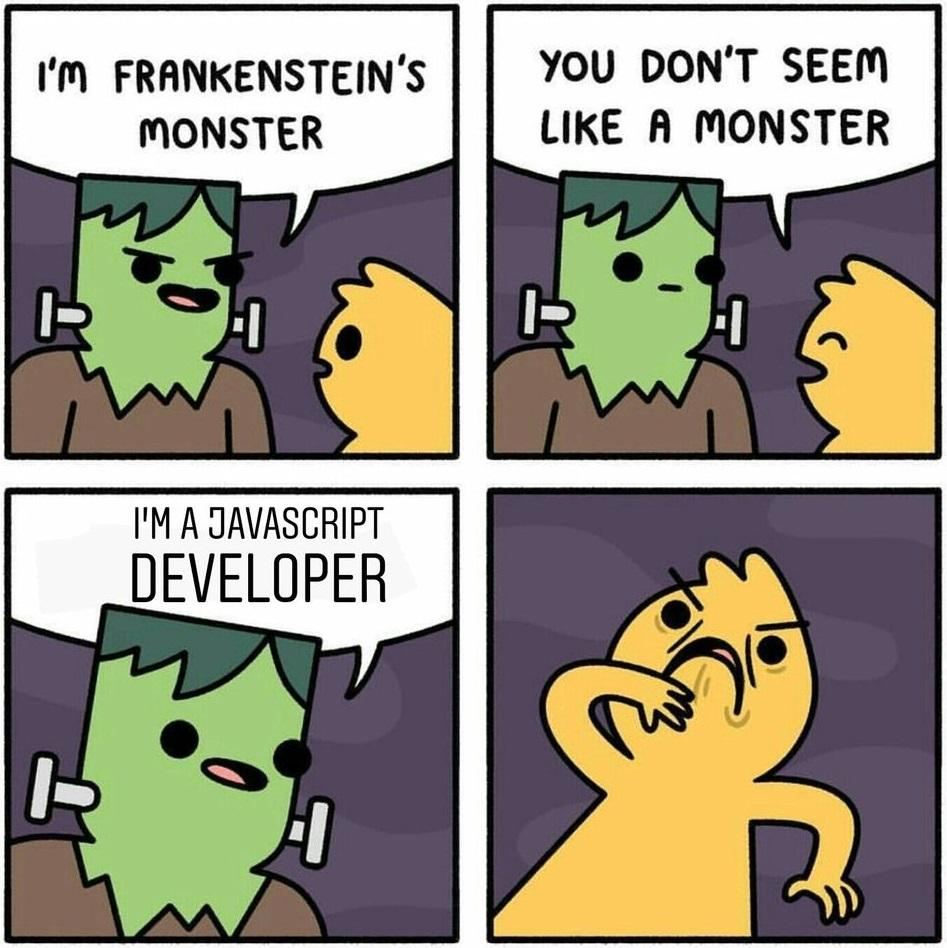 I'M FRANKENSTEIN'S
MONSTER
YOU DON'T SEEM
LIKE A MONSTER
I'M A JAVASCRIPT
DEVELOPER